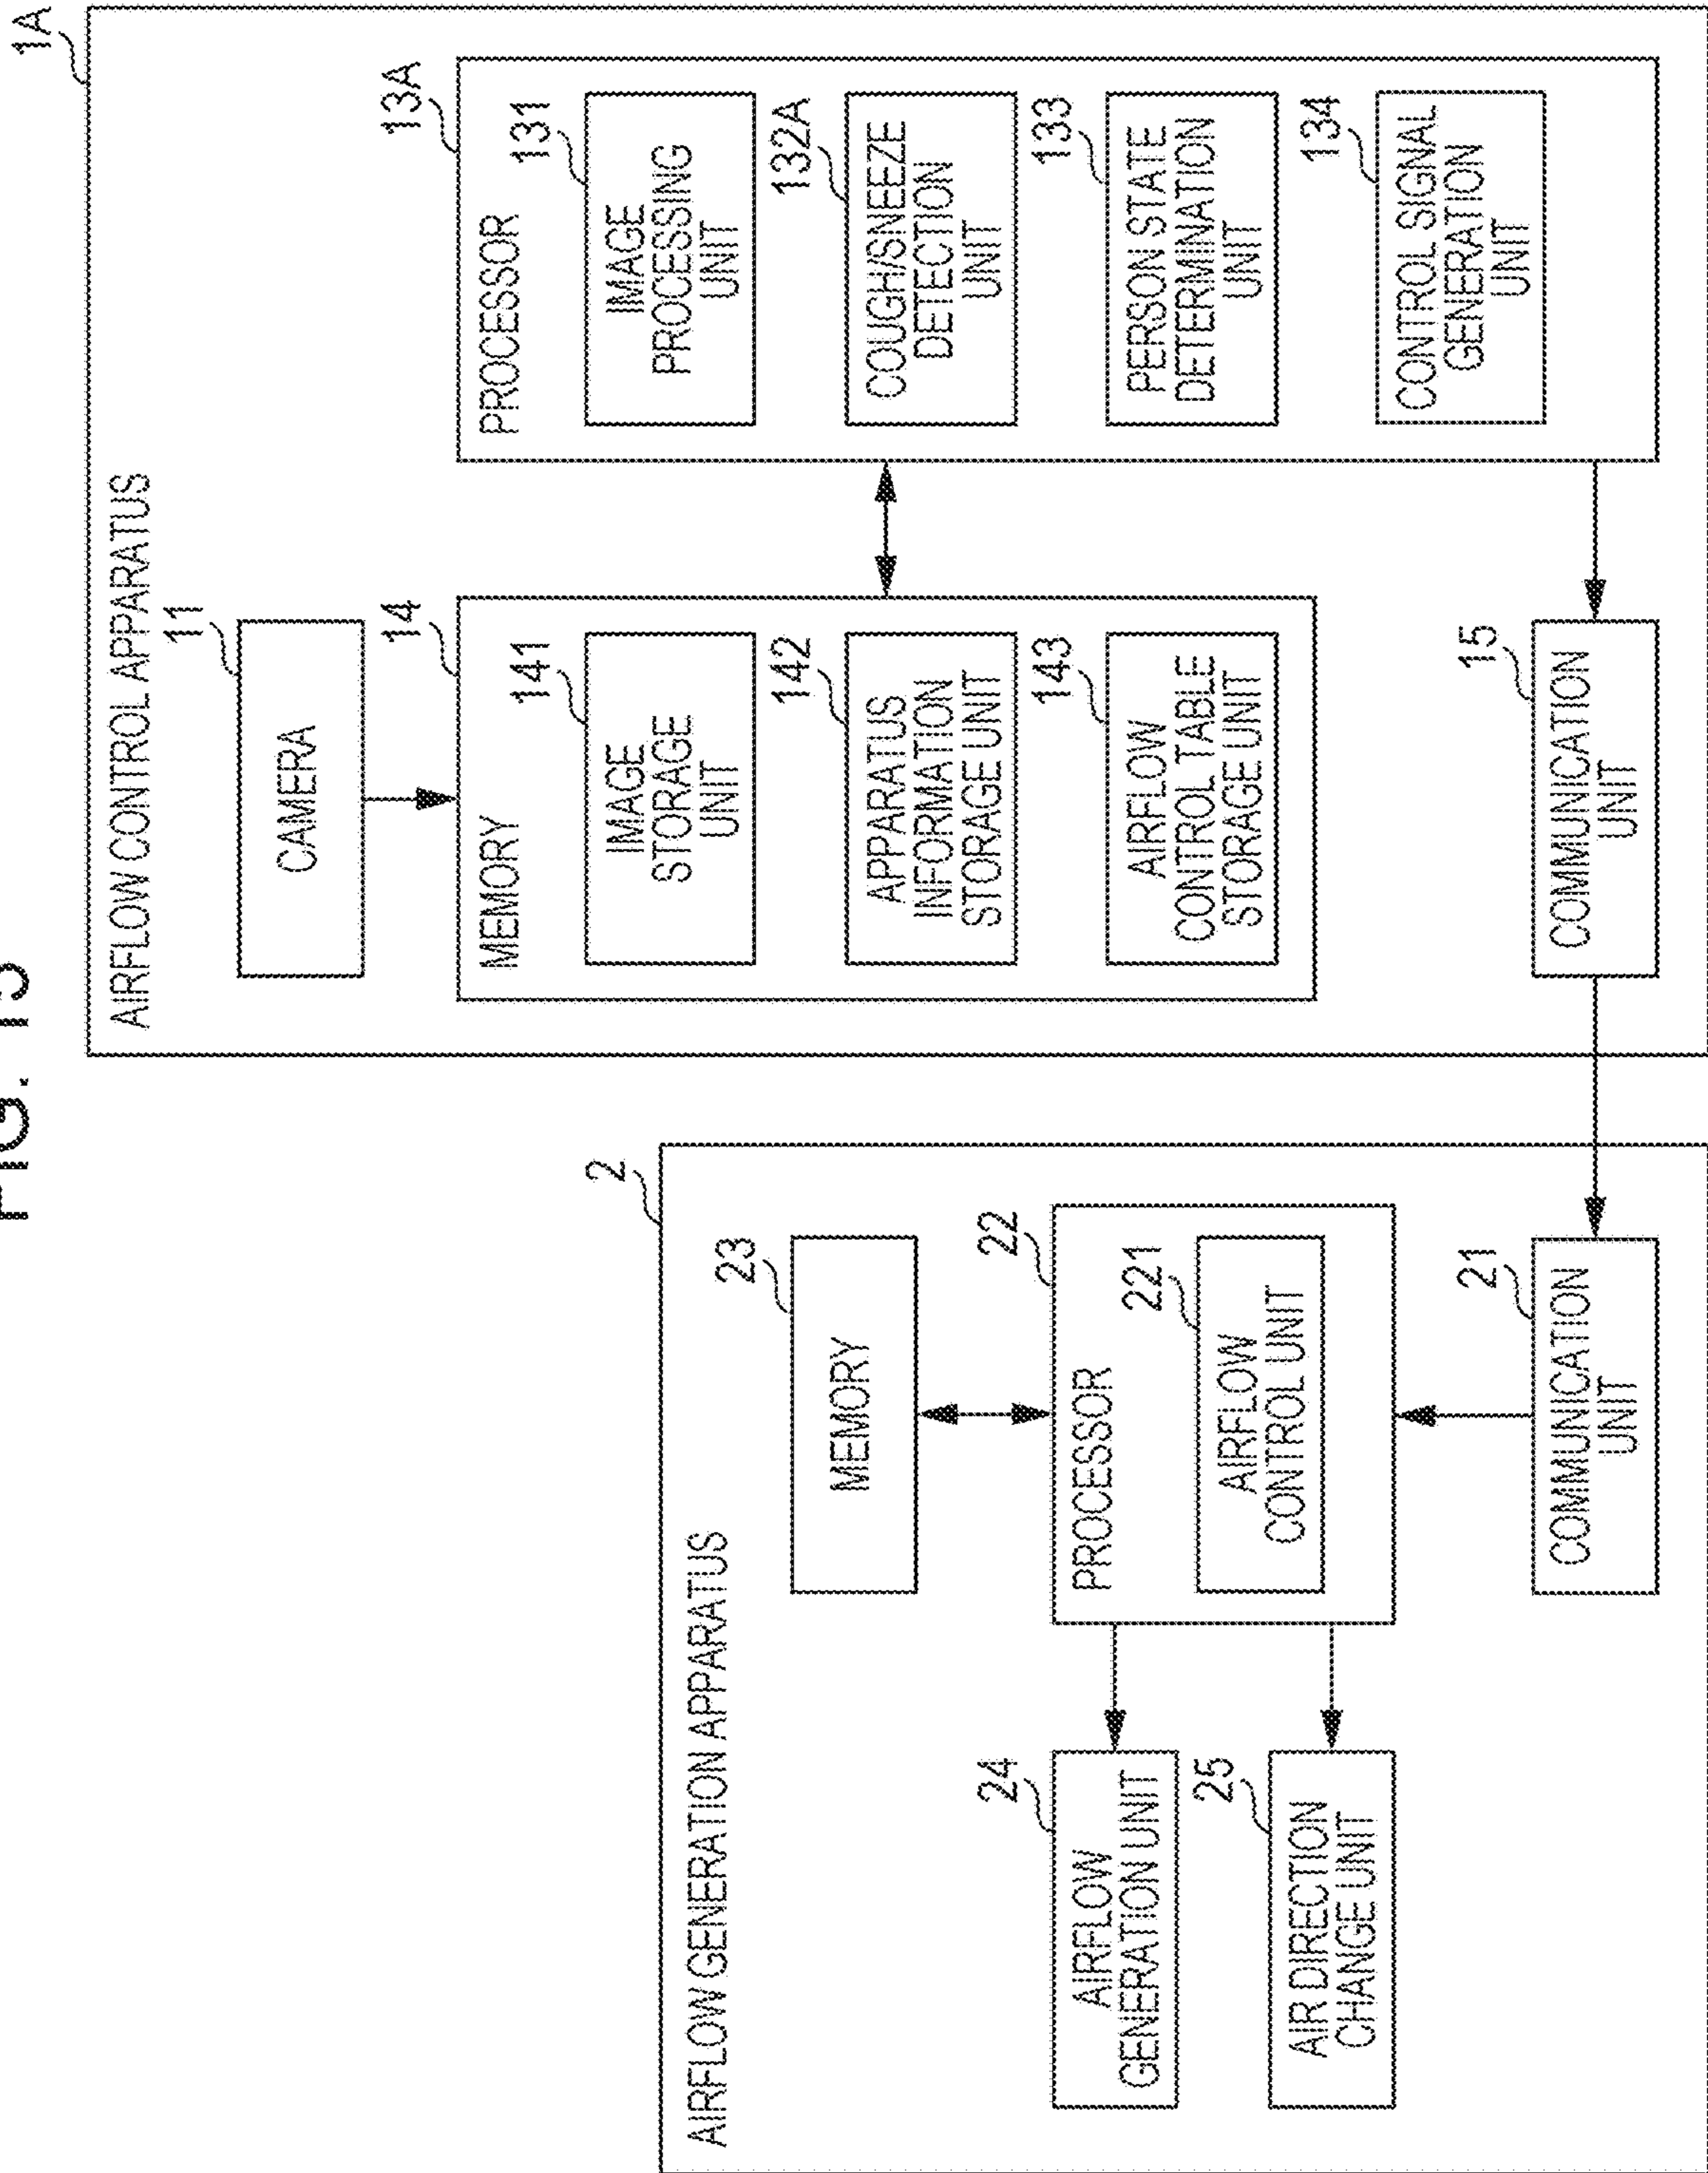 FIG.
1A
AIRFLOW CONTROL APPARATUS
11
CAMERA
14
MEMORY
141
IMAGE
STORAGE
UNIT
142
APPARATUS
INFORMATION
STORAGE UNIT
143
AIRFLOW
CONTROL TABLE
STORAGE UNIT
13A
PROCESSOR
131
IMAGE
PROCESSING
UNIT
132A
COUGH/SNEEZE
DETECTION
UNIT
133
PERSON STATE
DETERMINATION
UNIT
134
CONTROL SIGNAL
GENERATION
UNIT
15
COMMUNICATION
UNIT
2
AIRFLOW GENERATION APPARATUS
23
MEMORY
22
PROCESSOR
221
AIRFLOW
CONTROL UNIT
21
COMMUNICATION
UNIT
24
AIRFLOW
GENERATION UNIT
25
AIR DIRECTION
CHANGE UNIT